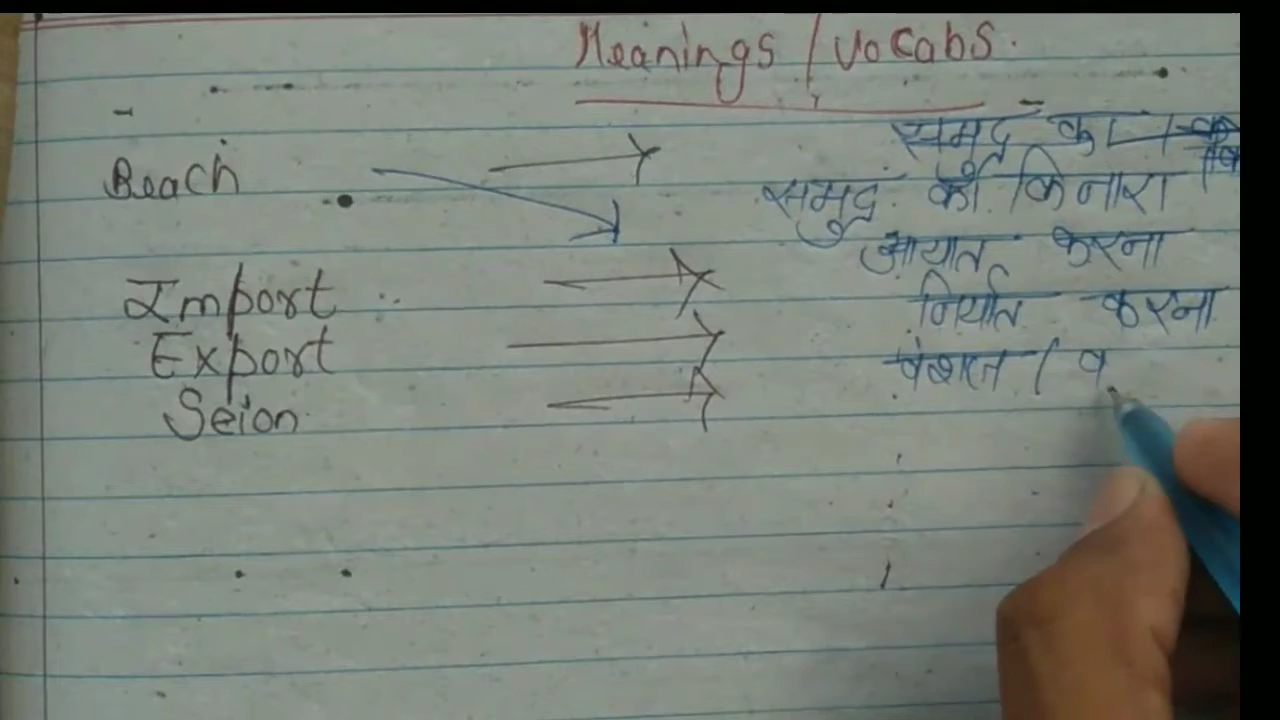 Meanings / Vocabs.
समुद्र का
Beach → समुद्र का किनारा
Import → आयात करना
Export → निर्यात करना
Seion →